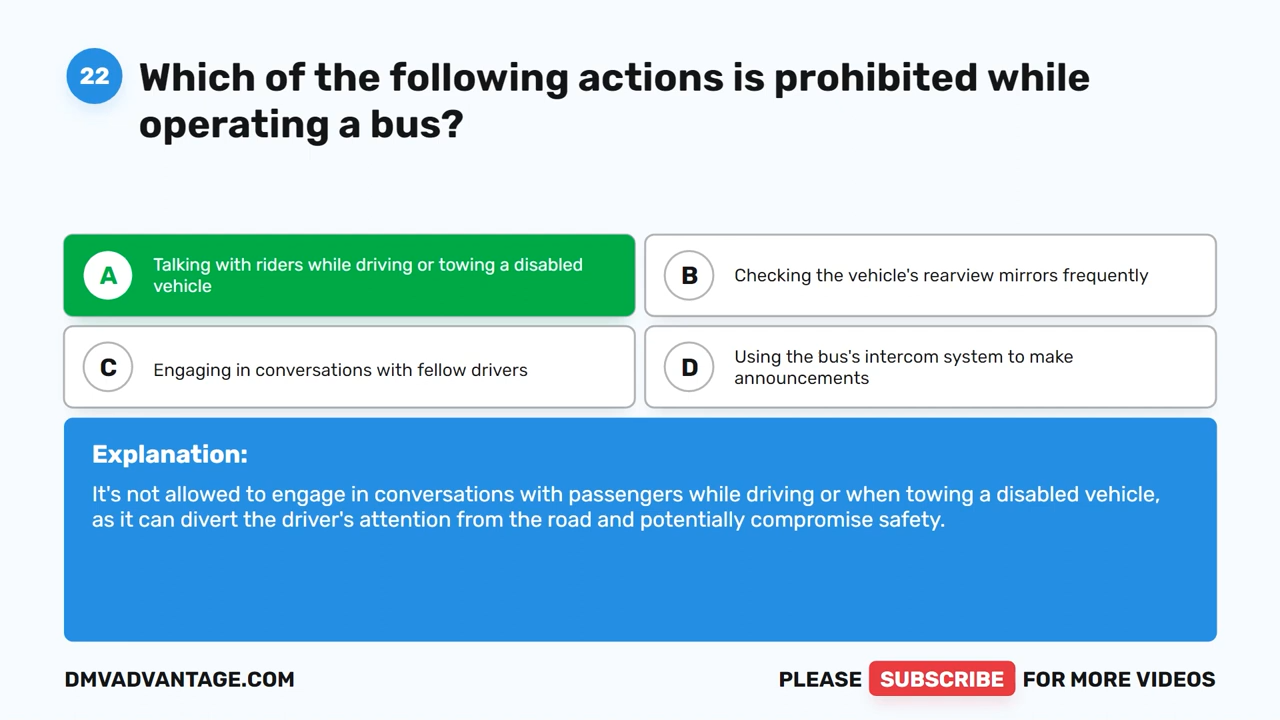 22
Which of the following actions is prohibited while
operating a bus?
A
Talking with riders while driving or towing a disabled
vehicle
B
Checking the vehicle's rearview mirrors frequently
C
Engaging in conversations with fellow drivers
D
Using the bus's intercom system to make
announcements
Explanation:
It's not allowed to engage in conversations with passengers while driving or when towing a disabled vehicle,
as it can divert the driver's attention from the road and potentially compromise safety.
DMVADVANTAGE.COM
PLEASE SUBSCRIBE FOR MORE VIDEOS